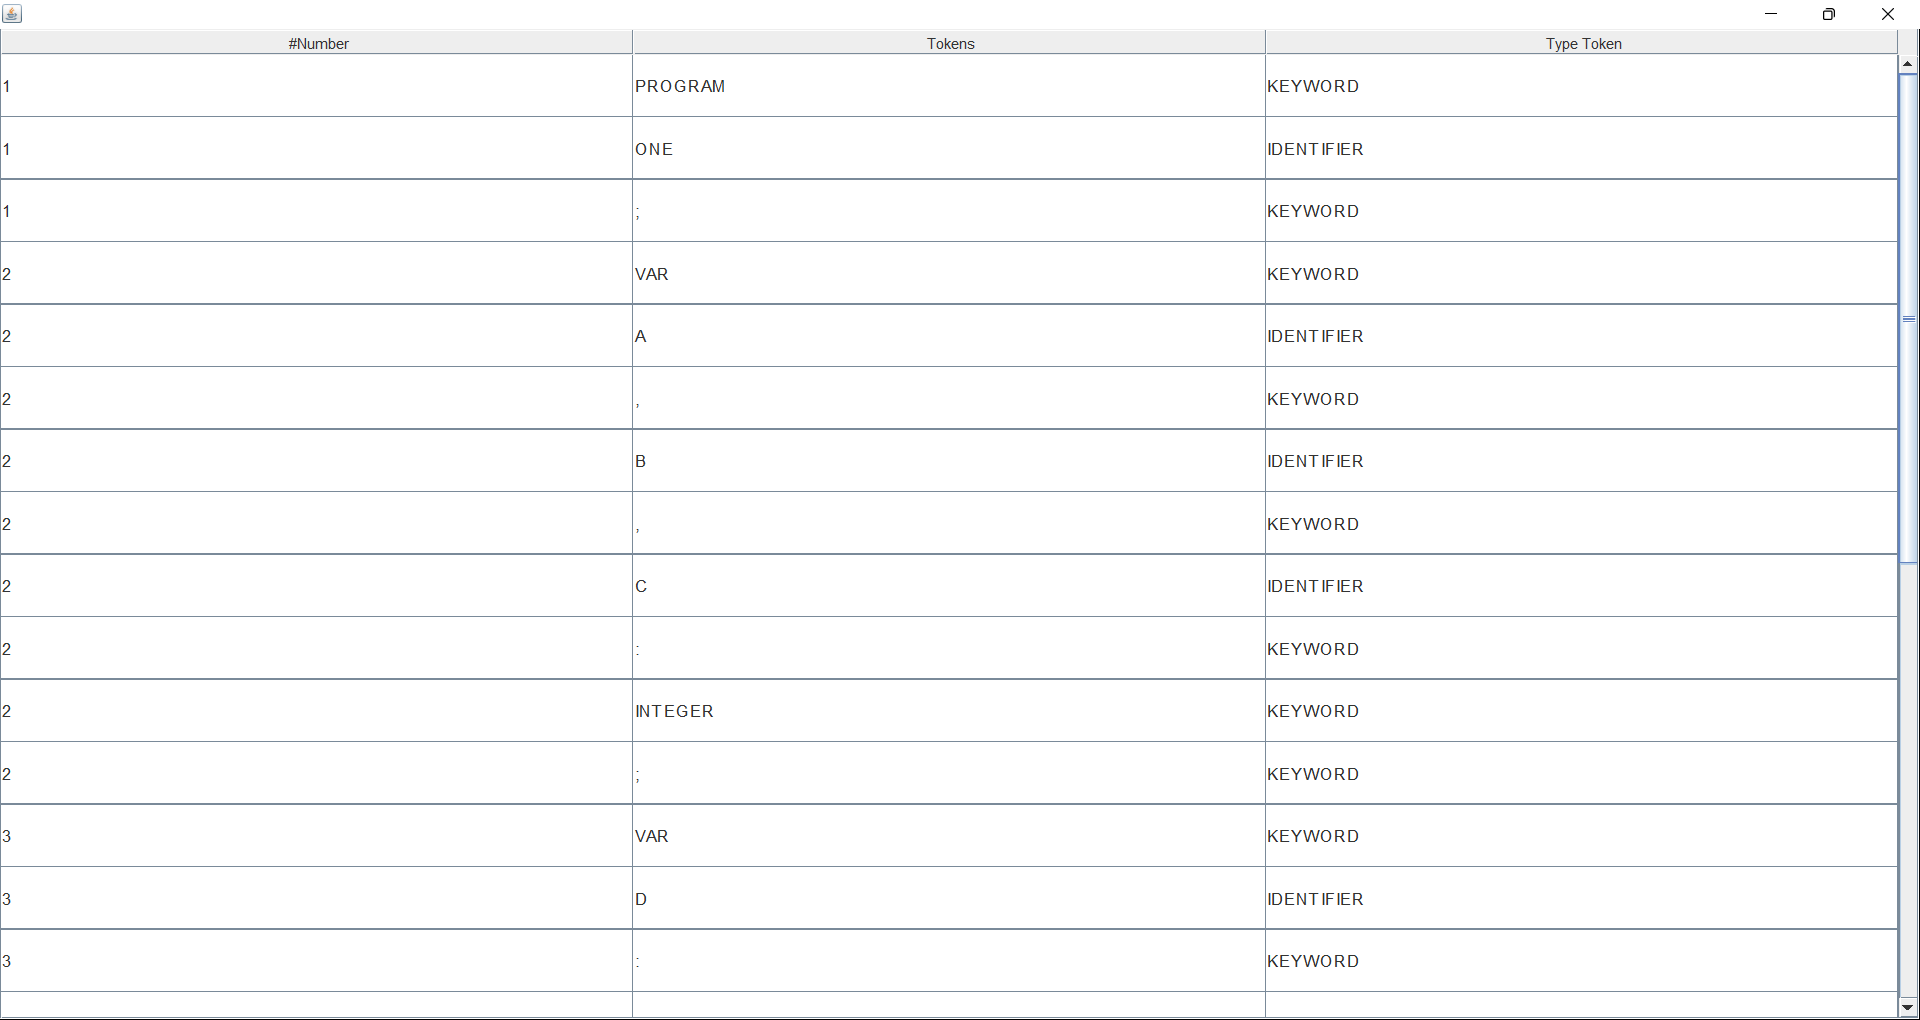 #Number Tokens Type Token
1 PROGRAM KEYWORD
1 ONE IDENTIFIER
1 ; KEYWORD
2 VAR KEYWORD
2 A IDENTIFIER
2 , KEYWORD
2 B IDENTIFIER
2 , KEYWORD
2 C IDENTIFIER
2 : KEYWORD
2 INTEGER KEYWORD
2 ; KEYWORD
3 VAR KEYWORD
3 D IDENTIFIER
3 : KEYWORD